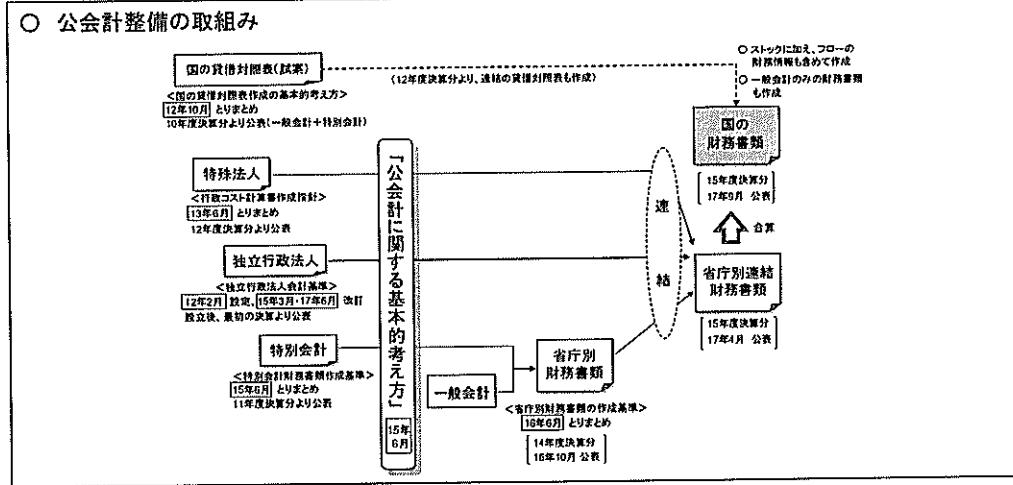 ○ 公会計整備の取組み
国の貸借対照表(試案)
(12年度決算分より、連結の貸借対照表も作成)
○ ストックに加え、フローの
財務情報も含めて作成
○ 一般会計のみの財務書類
も作成
<国の貸借対照表作成の基本的考え方>
12年10月 とりまとめ
10年度決算分より公表(一般会計+特別会計)
国の
財務書類
15年度決算分
17年9月 公表
特殊法人
<行政コスト計算書作成指針>
13年6月 とりまとめ
12年度決算分より公表
『公会計に関する基本的考え方』
15年
6月
連結
合算
独立行政法人
<独立行政法人会計基準>
12年2月 設定、15年3月・17年6月 改訂
設立後、最初の決算より公表
省庁別連結
財務書類
15年度決算分
17年4月 公表
特別会計
<特別会計財務書類作成基準>
15年6月 とりまとめ
11年度決算分より公表
一般会計
省庁別
財務書類
<省庁別財務書類の作成基準>
16年6月 とりまとめ
14年度決算分
16年10月 公表